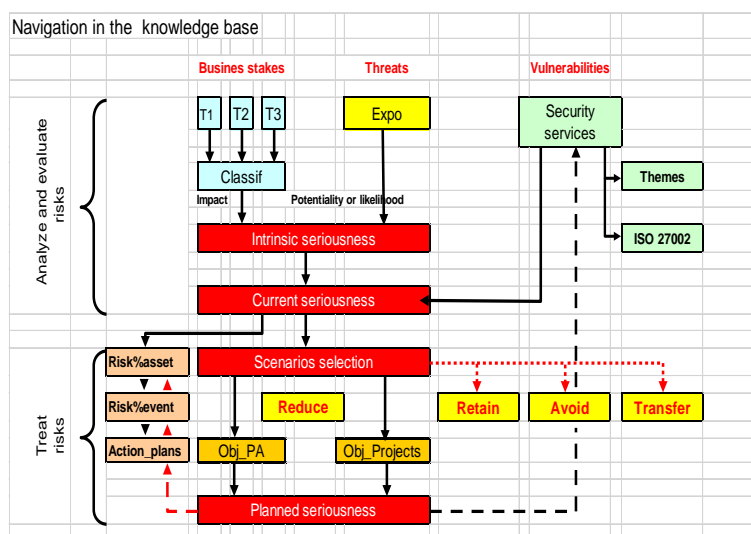 Navigation in the knowledge base
Busines stakes
Threats
Vulnerabilities
T1
T2
T3
Expo
Security
services
Classif
Themes
Impact
Potentiality or likelihood
Intrinsic seriousness
ISO 27002
Current seriousness
Analyze and evaluate
risks
Risk%asset
Scenarios selection
Risk%event
Reduce
Retain
Avoid
Transfer
Action_plans
Obj_PA
Obj_Projects
Planned seriousness
Treat
risks